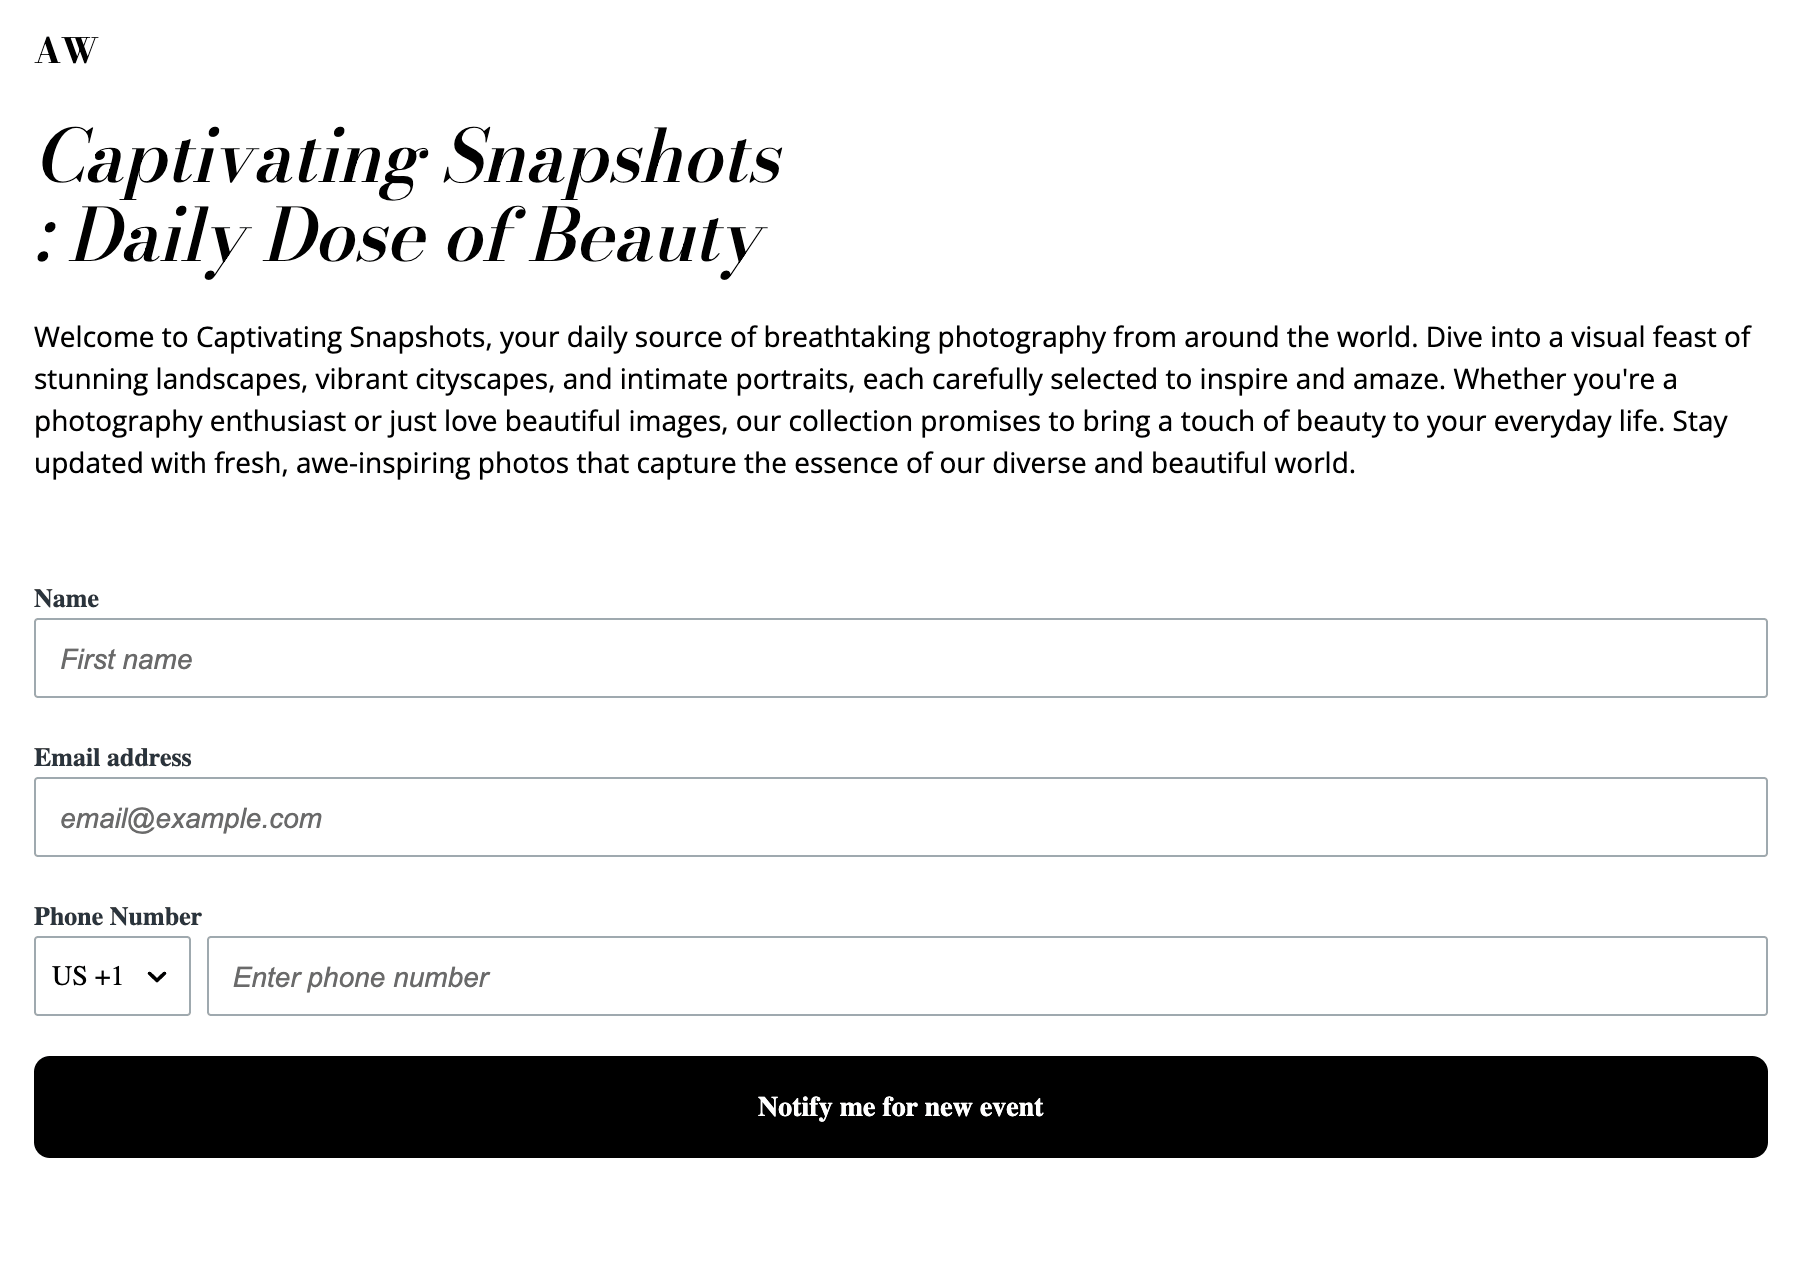 AW
Captivating Snapshots
: Daily Dose of Beauty
Welcome to Captivating Snapshots, your daily source of breathtaking photography from around the world. Dive into a visual feast of
stunning landscapes, vibrant cityscapes, and intimate portraits, each carefully selected to inspire and amaze. Whether you're a
photography enthusiast or just love beautiful images, our collection promises to bring a touch of beauty to your everyday life. Stay
updated with fresh, awe-inspiring photos that capture the essence of our diverse and beautiful world.
Name
First name
Email address
email@example.com
Phone Number
US +1
Enter phone number
Notify me for new event